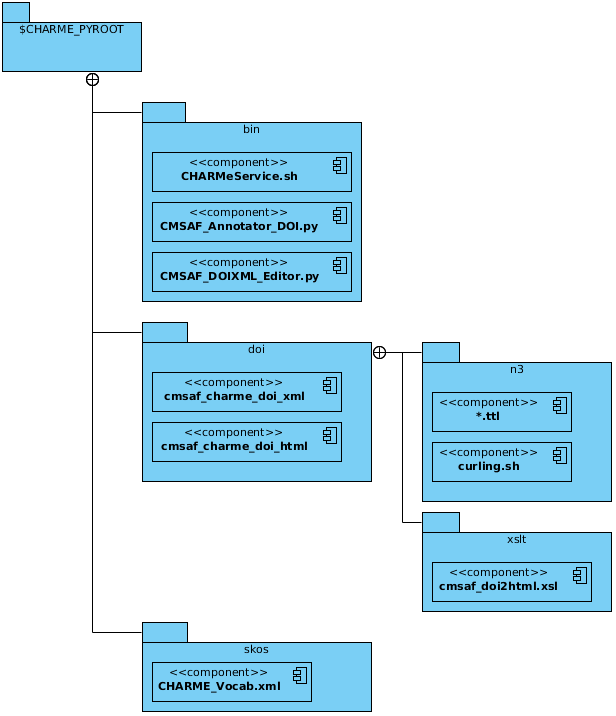 $CHARME_PYROOT
bin
<<component>>
CHARMeService.sh
<<component>>
CMSAF_Annotator_DOI.py
<<component>>
CMSAF_DOIXML_Editor.py
doi
<<component>>
cmsaf_charme_doi_xml
<<component>>
cmsaf_charme_doi_html
n3
<<component>>
*.ttl
<<component>>
curling.sh
xslt
<<component>>
cmsaf_doi2html.xsl
skos
<<component>>
CHARME_Vocab.xml